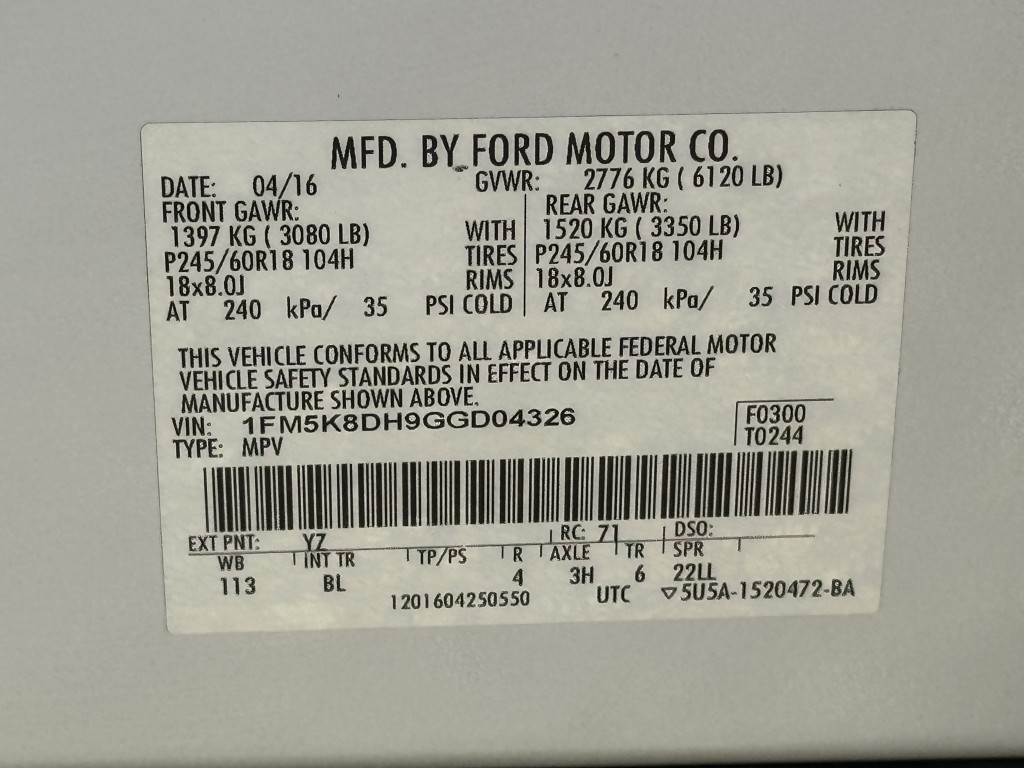 MFD. BY FORD MOTOR CO.
DATE: 04/16 GVWR: 2776 KG ( 6120 LB)
FRONT GAWR: REAR GAWR:
1397 KG ( 3080 LB) WITH 1520 KG ( 3350 LB) WITH
P245/60R18 104H TIRES P245/60R18 104H TIRES
18x8.0J RIMS 18x8.0J RIMS
AT 240 kPa/ 35 PSI COLD AT 240 kPa/ 35 PSI COLD
THIS VEHICLE CONFORMS TO ALL APPLICABLE FEDERAL MOTOR
VEHICLE SAFETY STANDARDS IN EFFECT ON THE DATE OF
MANUFACTURE SHOWN ABOVE.
VIN: 1FM5K8DH9GGD04326 F0300
TYPE: MPV T0244
EXT PNT: YZ RC: 71 DSO:
WB INT TR TP/PS R AXLE TR SPR
113 BL 4 3H 6 22LL
1201604250550 UTC ▽5U5A-1520472-BA